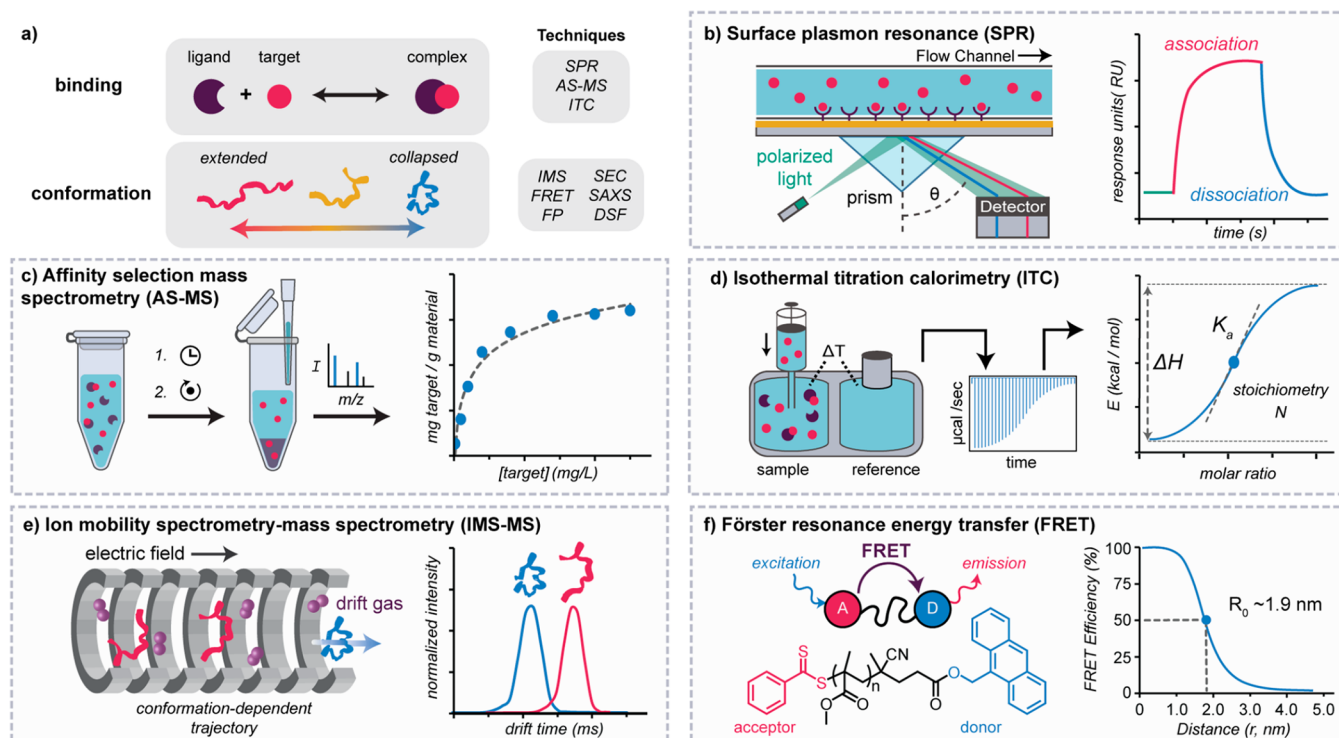 a)
Techniques
binding
ligand
target
complex
+
SPR
AS-MS
ITC
conformation
extended
collapsed
IMS SEC
FRET SAXS
FP DSF
b) Surface plasmon resonance (SPR)
Flow Channel
polarized
light
prism
θ
Detector
response units( RU)
association
dissociation
time (s)
c) Affinity selection mass
spectrometry (AS-MS)
1.
2.
I
m/z
mg target / g material
[target] (mg/L)
d) Isothermal titration calorimetry (ITC)
ΔT
sample
reference
μcal /sec
time
E (kcal / mol)
ΔH
Ka
stoichiometry
N
molar ratio
e) Ion mobility spectrometry-mass spectrometry (IMS-MS)
electric field
drift gas
conformation-dependent
trajectory
normalized intensity
drift time (ms)
f) Förster resonance energy transfer (FRET)
excitation
FRET
emission
A
D
S
S
n
CN
O
O
O
O
acceptor
donor
FRET Efficiency (%)
100
75
50
25
0
R0 ~1.9 nm
0 1.0 2.0 3.0 4.0 5.0
Distance (r, nm)